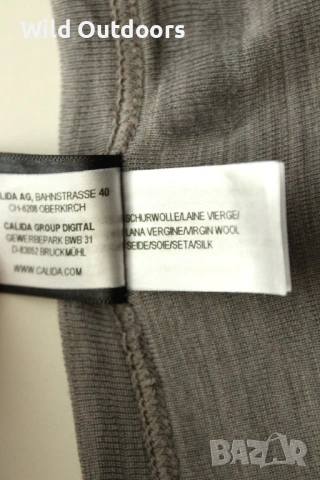 Wild Outdoors
LIDA AG, BAHNSTRASSE 40
CH-6208 OBERKIRCH
CALIDA GROUP DIGITAL
GEWERBEPARK BWB 31
D-83052 BRUCKMÜHL
WWW.CALIDA.COM
SCHURWOLLE/LAINE VIERGE/
LANA VERGINE/VIRGIN WOOL
SEIDE/SOIE/SETA/SILK
BAZAR